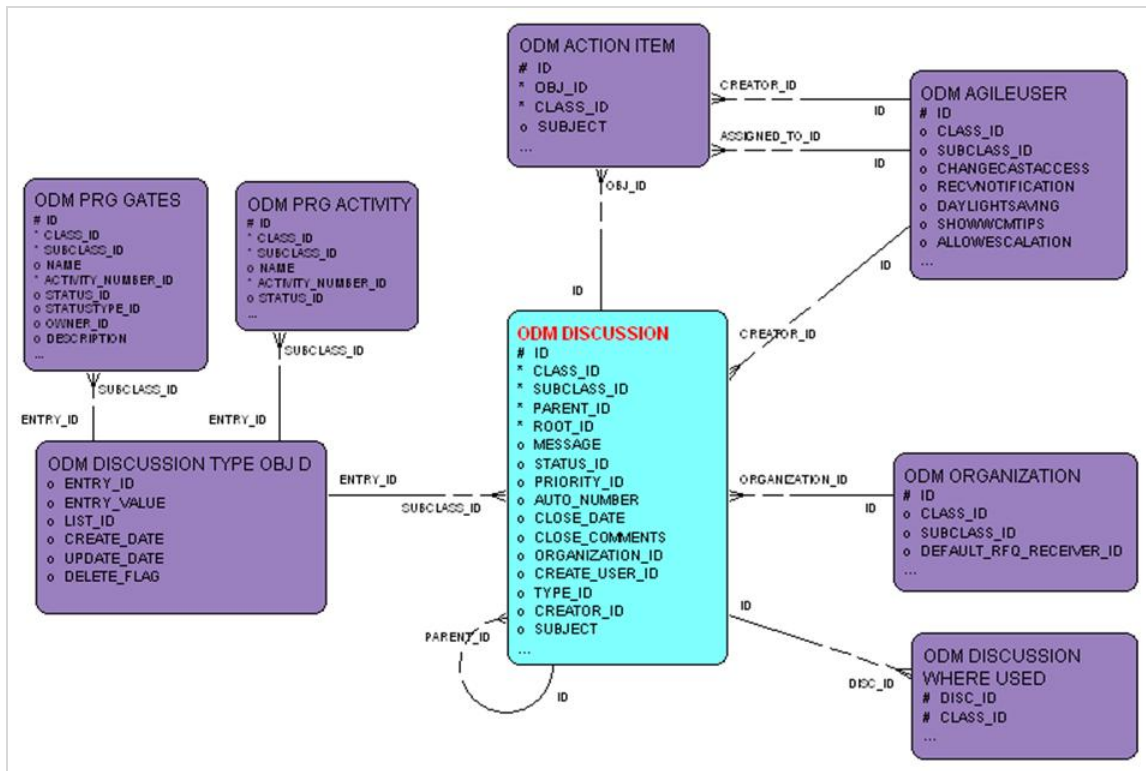 ODM ACTION ITEM
# ID
* OBJ_ID
* CLASS_ID
o SUBJECT
...
CREATOR_ID
ID
ASSIGNED_TO_ID
ID
OBJ_ID
ID
ODM AGILEUSER
# ID
o CLASS_ID
o SUBCLASS_ID
o CHANGECASTACCESS
o RECVNOTIFICATION
o DAYLIGHTSAVING
o SHOWWCMTIPS
o ALLOWESCALATION
...
ID
CREATOR_ID
ODM PRG GATES
# ID
* CLASS_ID
* SUBCLASS_ID
o NAME
* ACTIVITY_NUMBER_ID
o STATUS_ID
o STATUSTYPE_ID
o OWNER_ID
o DESCRIPTION
...
SUBCLASS_ID
ENTRY_ID
ODM PRG ACTIVITY
# ID
* CLASS_ID
* SUBCLASS_ID
o NAME
* ACTIVITY_NUMBER_ID
o STATUS_ID
...
SUBCLASS_ID
ENTRY_ID
ODM DISCUSSION TYPE OBJ D
o ENTRY_ID
o ENTRY_VALUE
o LIST_ID
o CREATE_DATE
o UPDATE_DATE
o DELETE_FLAG
ENTRY_ID
SUBCLASS_ID
ODM DISCUSSION
# ID
* CLASS_ID
* SUBCLASS_ID
* PARENT_ID
* ROOT_ID
o MESSAGE
o STATUS_ID
o PRIORITY_ID
o AUTO_NUMBER
o CLOSE_DATE
o CLOSE_COMMENTS
o ORGANIZATION_ID
o CREATE_USER_ID
o TYPE_ID
o CREATOR_ID
o SUBJECT
...
PARENT_ID
ID
ORGANIZATION_ID
ID
ODM ORGANIZATION
# ID
o CLASS_ID
o SUBCLASS_ID
o DEFAULT_RFQ_RECEIVER_ID
...
ID
DISC_ID
ODM DISCUSSION
WHERE USED
# DISC_ID
# CLASS_ID
...